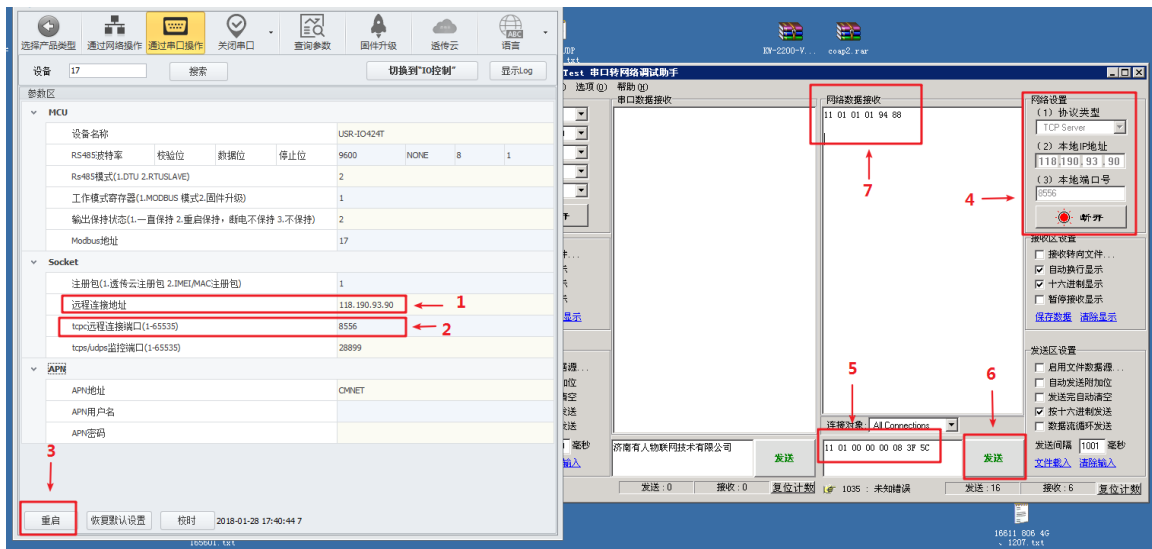 选择产品类型 通过网络操作 通过串口操作 关闭串口 查询参数 固件升级 透传云 语言
设备 17 搜索 切换到"IO控制" 显示Log
参数区
MCU
设备名称 USR-IO424T
RS485波特率 校验位 数据位 停止位 9600 NONE 8 1
Rs485模式(1.DTU 2.RTUSLAVE) 2
工作模式寄存器(1.MODBUS 模式2.固件升级) 1
输出保持状态(1.一直保持 2.重启保持，断电不保持 3.不保持) 2
Modbus地址 17
Socket
注册包(1.透传云注册包 2.IMEI/MAC注册包) 1
远程连接地址 118.190.93.90
1
tcpc远程连接端口(1-65535) 8556
2
tcps/udps监控端口(1-65535) 28899
APN
APN地址 CMNET
APN用户名
APN密码
3
重启 恢复默认设置 校时 2018-01-28 17:40:44 7
165601.txt
KW-2200-V... coap2.rar
Test 串口转网络调试助手
选项(O) 帮助(H)
串口数据接收
网络数据接收
11 01 01 01 94 88
7
网络设置
(1) 协议类型
TCP Server
(2) 本地IP地址
118.190.93.90
(3) 本地端口号
8556
断开
4
接收区设置
接收转向文件...
自动换行显示
十六进制显示
暂停接收显示
保存数据 清除显示
发送区设置
启用文件数据源...
自动发送附加位
发送完自动清空
按十六进制发送
数据流循环发送
发送间隔 1001 毫秒
文件载入 清除输入
5
6
连接对象: All Connections
济南有人物联网技术有限公司
发送
11 01 00 00 00 08 3F 5C
发送
发送:0 接收:0 复位计数
1035 : 未知错误 发送:16 接收:6 复位计数
16611 806 4G
、1207.txt